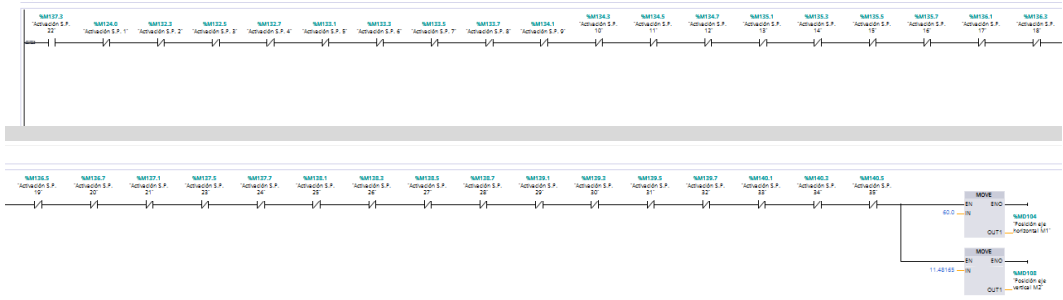 %M137.3 %M124.0 %M132.3 %M132.5 %M132.7 %M133.1 %M133.3 %M133.5 %M133.7 %M134.1 %M134.3 %M134.5 %M134.7 %M135.1 %M135.3 %M135.5 %M135.7 %M136.1 %M136.3
"Activación S.P. 22" "Activación S.P. 1" "Activación S.P. 2" "Activación S.P. 3" "Activación S.P. 4" "Activación S.P. 5" "Activación S.P. 6" "Activación S.P. 7" "Activación S.P. 8" "Activación S.P. 9" "Activación S.P. 10" "Activación S.P. 11" "Activación S.P. 12" "Activación S.P. 13" "Activación S.P. 14" "Activación S.P. 15" "Activación S.P. 16" "Activación S.P. 17" "Activación S.P. 18"
%M136.5 %M136.7 %M137.1 %M137.5 %M137.7 %M138.1 %M138.3 %M138.5 %M138.7 %M139.1 %M139.3 %M139.5 %M139.7 %M140.1 %M140.3 %M140.5
"Activación S.P. 19" "Activación S.P. 20" "Activación S.P. 21" "Activación S.P. 23" "Activación S.P. 24" "Activación S.P. 25" "Activación S.P. 26" "Activación S.P. 27" "Activación S.P. 28" "Activación S.P. 29" "Activación S.P. 30" "Activación S.P. 31" "Activación S.P. 32" "Activación S.P. 33" "Activación S.P. 34" "Activación S.P. 35"
MOVE
EN ENO
60.0 IN
%MD104
"Posición eje
OUT1 horizontal M1"
MOVE
EN ENO
11.48165 IN
%MD108
"Posición eje
OUT1 vertical M2"